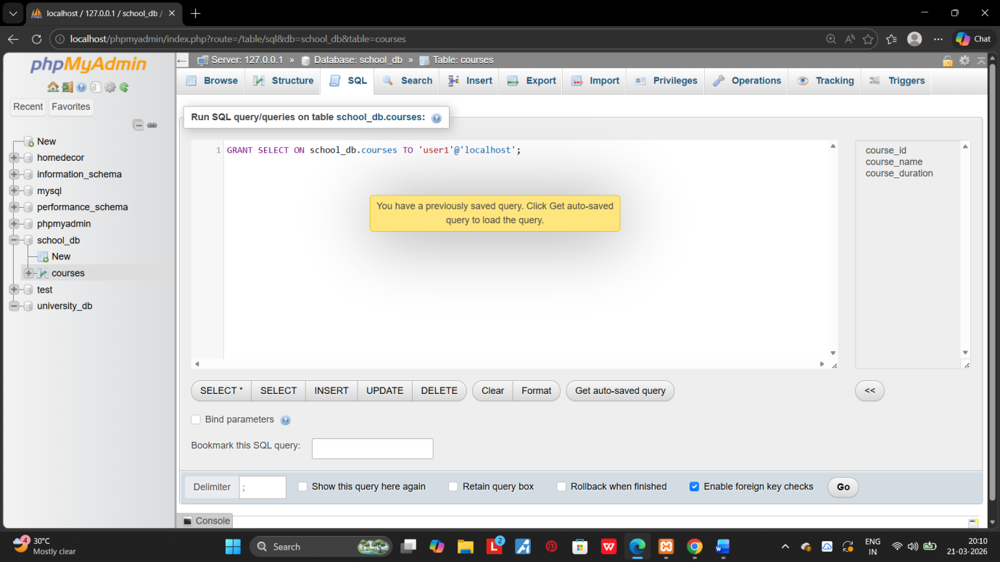 localhost / 127.0.0.1 / school_db /
localhost/phpmyadmin/index.php?route=/table/sql&db=school_db&table=courses
Chat
phpMyAdmin
Recent
Favorites
New
homedecor
information_schema
mysql
performance_schema
phpmyadmin
school_db
New
courses
test
university_db
Server: 127.0.0.1 » Database: school_db » Table: courses
Browse Structure SQL Search Insert Export Import Privileges Operations Tracking Triggers
Run SQL query/queries on table school_db.courses:
1 GRANT SELECT ON school_db.courses TO 'user1'@'localhost';
You have a previously saved query. Click Get auto-saved
query to load the query.
course_id
course_name
course_duration
SELECT * SELECT INSERT UPDATE DELETE Clear Format Get auto-saved query <<
Bind parameters
Bookmark this SQL query:
Delimiter ; Show this query here again Retain query box Rollback when finished Enable foreign key checks Go
Console
4
30°C
Mostly clear
Search
L 2
W
W
ENG
IN
20:10
21-03-2026